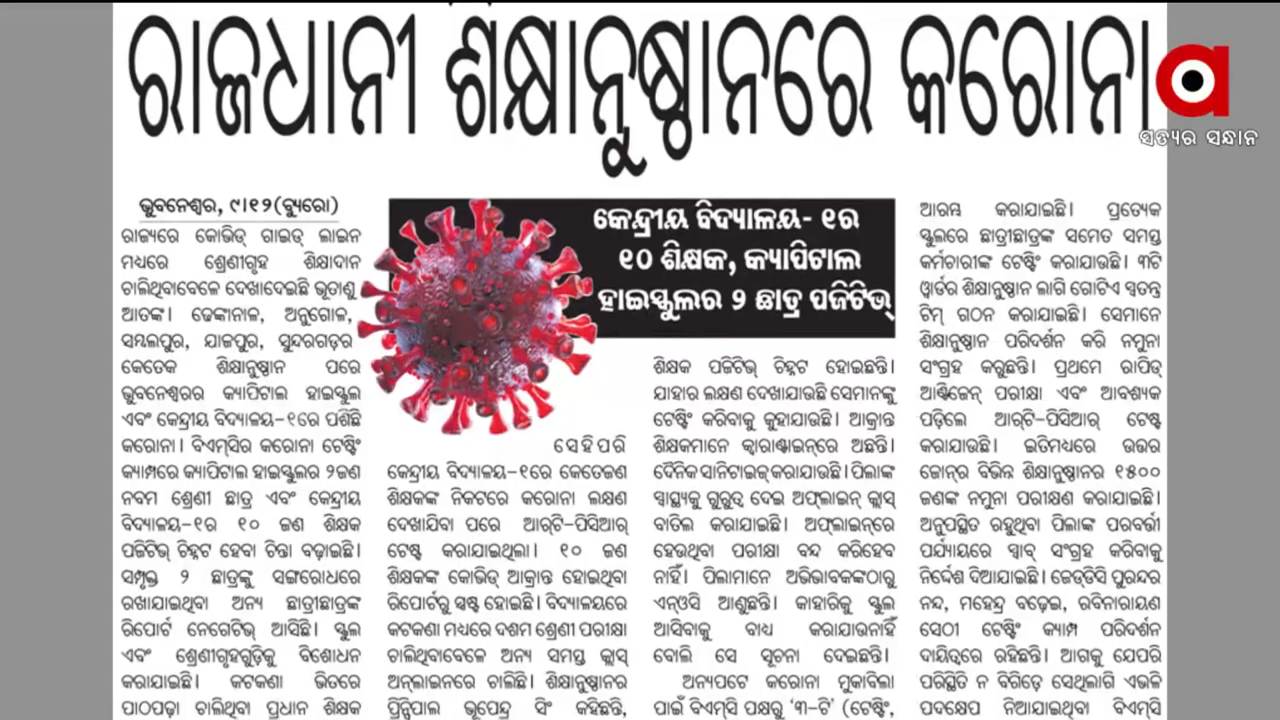 ରାଜଧାନୀ ଶିକ୍ଷାନୁଷ୍ଠାନରେ କରୋନା
ସତ୍ୟର ସନ୍ଧାନ
ଭୁବନେଶ୍ୱର, ୯।୧୨(ବ୍ୟୁରୋ)
ରାଜ୍ୟରେ କୋଭିଡ୍ ଗାଇଡ୍ ଲାଇନ
ମଧ୍ୟରେ ଶ୍ରେଣୀଗୃହ ଶିକ୍ଷାଦାନ
ଚାଲିଥିବାବେଳେ ଦେଖାଦେଇଛି ଭୂତାଣୁ
ଆତଙ୍କ। ଢେଙ୍କାନାଳ, ଅନୁଗୋଳ,
ସମ୍ବଲପୁର, ଯାଜପୁର, ସୁନ୍ଦରଗଡ଼ର
କେତେକ ଶିକ୍ଷାନୁଷ୍ଠାନ ପରେ
ଭୁବନେଶ୍ୱରର କ୍ୟାପିଟାଲ ହାଇସ୍କୁଲ
ଏବଂ କେନ୍ଦ୍ରୀୟ ବିଦ୍ୟାଳୟ-୧ରେ ପଶିଛି
କରୋନା। ବିଏମ୍‌ସିର କରୋନା ଟେଷ୍ଟିଂ
କ୍ୟାମ୍ପରେ କ୍ୟାପିଟାଲ ହାଇସ୍କୁଲର ୨ଜଣ
ନବମ ଶ୍ରେଣୀ ଛାତ୍ର ଏବଂ କେନ୍ଦ୍ରୀୟ
ବିଦ୍ୟାଳୟ-୧ର ୧୦ ଜଣ ଶିକ୍ଷକ
ପଜିଟିଭ୍ ଚିହ୍ନଟ ହେବା ଚିନ୍ତା ବଢ଼ାଇଛି।
ସମ୍ପୃକ୍ତ ୨ ଛାତ୍ରଙ୍କୁ ସଙ୍ଗରୋଧରେ
ରଖାଯାଇଥିବା ଅନ୍ୟ ଛାତ୍ରୀଛାତ୍ରଙ୍କ
ରିପୋର୍ଟ ନେଗେଟିଭ୍ ଆସିଛି। ସ୍କୁଲ
ଏବଂ ଶ୍ରେଣୀଗୃହଗୁଡ଼ିକୁ ବିଶୋଧନ
କରାଯାଇଛି। କଟକଣା ଭିତରେ
ପାଠପଢ଼ା ଚାଲିଥିବା ପ୍ରଧାନ ଶିକ୍ଷକ
କେନ୍ଦ୍ରୀୟ ବିଦ୍ୟାଳୟ- ୧ର
୧୦ ଶିକ୍ଷକ, କ୍ୟାପିଟାଲ
ହାଇସ୍କୁଲର ୨ ଛାତ୍ର ପଜିଟିଭ୍
ସେହିପରି
କେନ୍ଦ୍ରୀୟ ବିଦ୍ୟାଳୟ-୧ରେ କେତେଜଣ
ଶିକ୍ଷକଙ୍କ ନିକଟରେ କରୋନା ଲକ୍ଷଣ
ଦେଖାଯିବା ପରେ ଆର୍‌ଟି-ପିସିଆର୍
ଟେଷ୍ଟ କରାଯାଇଥିଲା। ୧୦ ଜଣ
ଶିକ୍ଷକଙ୍କ କୋଭିଡ୍ ଆକ୍ରାନ୍ତ ହୋଇଥିବା
ରିପୋର୍ଟରୁ ସ୍ପଷ୍ଟ ହୋଇଛି। ବିଦ୍ୟାଳୟରେ
କଟକଣା ମଧ୍ୟରେ ଦଶମ ଶ୍ରେଣୀ ପରୀକ୍ଷା
ଚାଲିଥିବାବେଳେ ଅନ୍ୟ ସମସ୍ତ କ୍ଲାସ୍
ଅନ୍‌ଲାଇନରେ ଚାଲିଛି। ଶିକ୍ଷାନୁଷ୍ଠାନର
ପ୍ରିନ୍ସିପାଲ ଭୂପେନ୍ଦ୍ର ସିଂ କହିଛନ୍ତି,
ଶିକ୍ଷକ ପଜିଟିଭ୍ ଚିହ୍ନଟ ହୋଇଛନ୍ତି।
ଯାହାର ଲକ୍ଷଣ ଦେଖାଯାଉଛି ସେମାନଙ୍କୁ
ଟେଷ୍ଟିଂ କରିବାକୁ କୁହାଯାଉଛି। ଆକ୍ରାନ୍ତ
ଶିକ୍ଷକମାନେ କ୍ୱାରାଣ୍ଟାଇନ୍‌ରେ ଅଛନ୍ତି।
ଦୈନିକ ସାନିଟାଇଜ୍ କରାଯାଉଛି। ପିଲାଙ୍କ
ସ୍ୱାସ୍ଥ୍ୟକୁ ଗୁରୁତ୍ୱ ଦେଇ ଅଫ୍‌ଲାଇନ୍ କ୍ଲାସ୍
ବାତିଲ କରାଯାଇଛି। ଅଫ୍‌ଲାଇନ୍‌ରେ
ହେଉଥିବା ପରୀକ୍ଷା ବନ୍ଦ କରିହେବ
ନାହିଁ। ପିଲାମାନେ ଅଭିଭାବକଙ୍କଠାରୁ
ଏନ୍‌ଓସି ଆଣୁଛନ୍ତି। କାହାରିକୁ ସ୍କୁଲ
ଆସିବାକୁ ବାଧ୍ୟ କରାଯାଉନାହିଁ
ବୋଲି ସେ ସୂଚନା ଦେଇଛନ୍ତି।
ଅନ୍ୟପଟେ କରୋନା ମୁକାବିଲା
ପାଇଁ ବିଏମ୍‌ସି ପକ୍ଷରୁ '୩-ଟି' (ଟେଷ୍ଟିଂ,
ଆରମ୍ଭ କରାଯାଇଛି। ପ୍ରତ୍ୟେକ
ସ୍କୁଲରେ ଛାତ୍ରୀଛାତ୍ରଙ୍କ ସମେତ ସମସ୍ତ
କର୍ମଚାରୀଙ୍କ ଟେଷ୍ଟିଂ କରାଯାଉଛି। ୩ଟି
ୱାର୍ଡର ଶିକ୍ଷାନୁଷ୍ଠାନ ଲାଗି ଗୋଟିଏ ସ୍ୱତନ୍ତ୍ର
ଟିମ୍ ଗଠନ କରାଯାଇଛି। ସେମାନେ
ଶିକ୍ଷାନୁଷ୍ଠାନ ପରିଦର୍ଶନ କରି ନମୁନା
ସଂଗ୍ରହ କରୁଛନ୍ତି। ପ୍ରଥମେ ରାପିଡ୍
ଆଣ୍ଟିଜେନ୍ ପରୀକ୍ଷା ଏବଂ ଆବଶ୍ୟକ
ପଡ଼ିଲେ ଆର୍‌ଟି-ପିସିଆର୍ ଟେଷ୍ଟ
କରାଯାଉଛି। ଇତିମଧ୍ୟରେ ଉତ୍ତର
ଜୋନ୍‌ର ବିଭିନ୍ନ ଶିକ୍ଷାନୁଷ୍ଠାନର ୧୫୦୦
ଜଣଙ୍କ ନମୁନା ପରୀକ୍ଷଣ କରାଯାଇଛି।
ଅନୁପସ୍ଥିତ ରହୁଥିବା ପିଲାଙ୍କ ପରବର୍ତ୍ତୀ
ପର୍ଯ୍ୟାୟରେ ସ୍ୱାବ୍ ସଂଗ୍ରହ କରିବାକୁ
ନିର୍ଦ୍ଦେଶ ଦିଆଯାଇଛି। ଜେଡ୍‌ଡିସି ପୁରନ୍ଦର
ନନ୍ଦ, ମହେନ୍ଦ୍ର ବଢ଼େଇ, ରବିନାରାୟଣ
ସେଠୀ ଟେଷ୍ଟିଂ କ୍ୟାମ୍ପ ପରିଦର୍ଶନ
ଦାୟିତ୍ୱରେ ରହିଛନ୍ତି। ଆଗକୁ ଯେପରି
ପରିସ୍ଥିତି ନ ବିଗିଡ଼େ ସେଥିଲାଗି ଏଭଳି
ପଦକ୍ଷେପ ନିଆଯାଇଥିବା ବିଏମ୍‌ସି